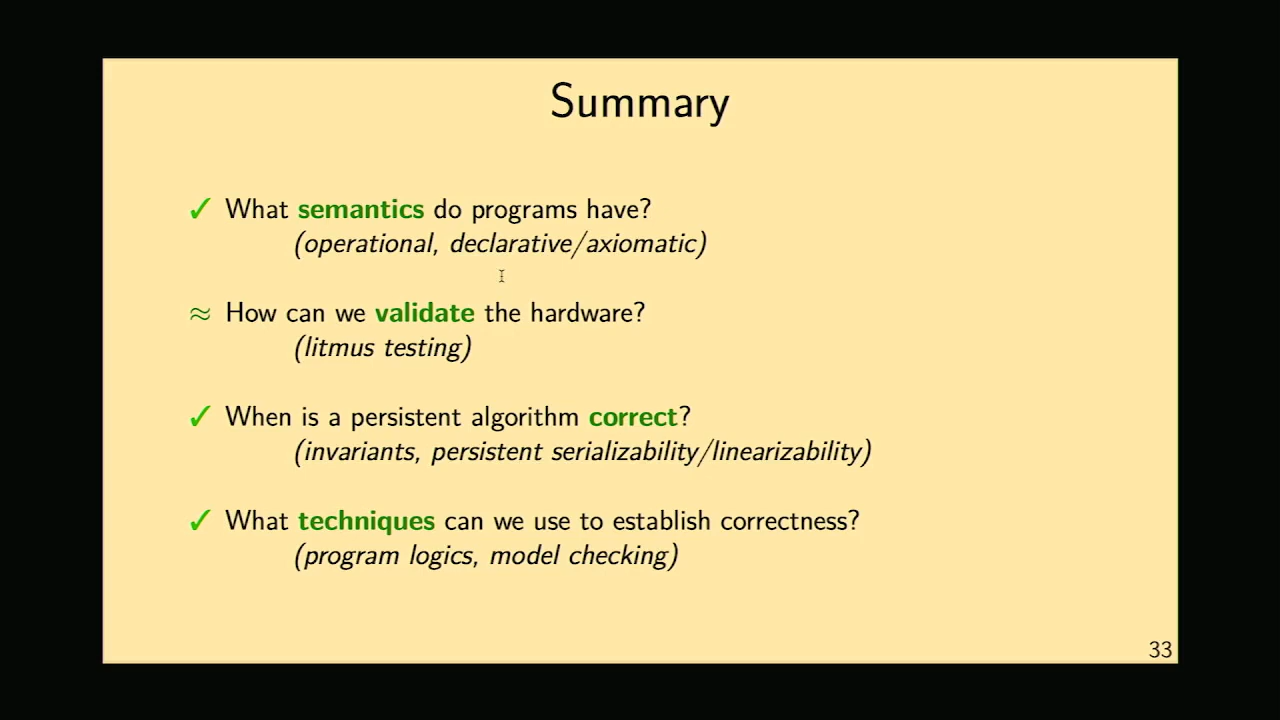 Summary
✓ What semantics do programs have?
(operational, declarative/axiomatic)
≈ How can we validate the hardware?
(litmus testing)
✓ When is a persistent algorithm correct?
(invariants, persistent serializability/linearizability)
✓ What techniques can we use to establish correctness?
(program logics, model checking)
33